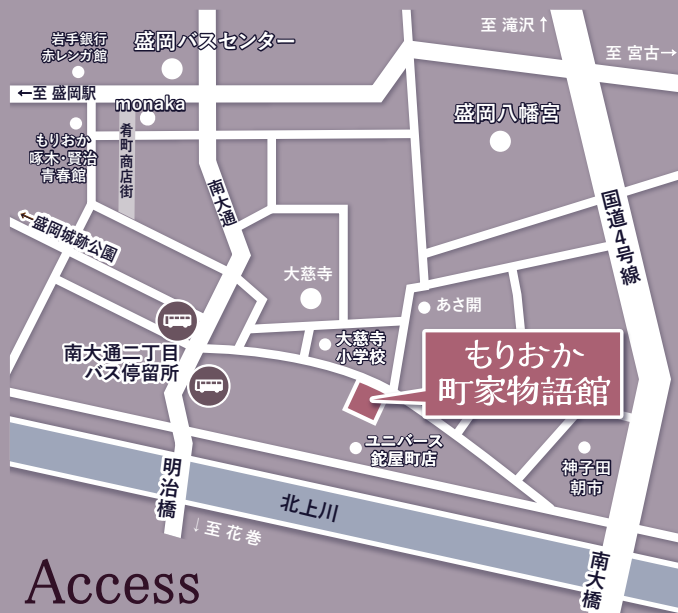 至 滝沢↑
至 宮古→
岩手銀行
赤レンガ館
盛岡バスセンター
←至 盛岡駅
monaka
盛岡八幡宮
もりおか
啄木・賢治
青春館
肴町商店街
南大通
国道4号線
←盛岡城跡公園
大慈寺
あさ開
大慈寺
小学校
南大通二丁目
バス停留所
もりおか
町家物語館
ユニバース
鉈屋町店
神子田
朝市
明治橋
北上川
↓至 花巻
南大橋
Access